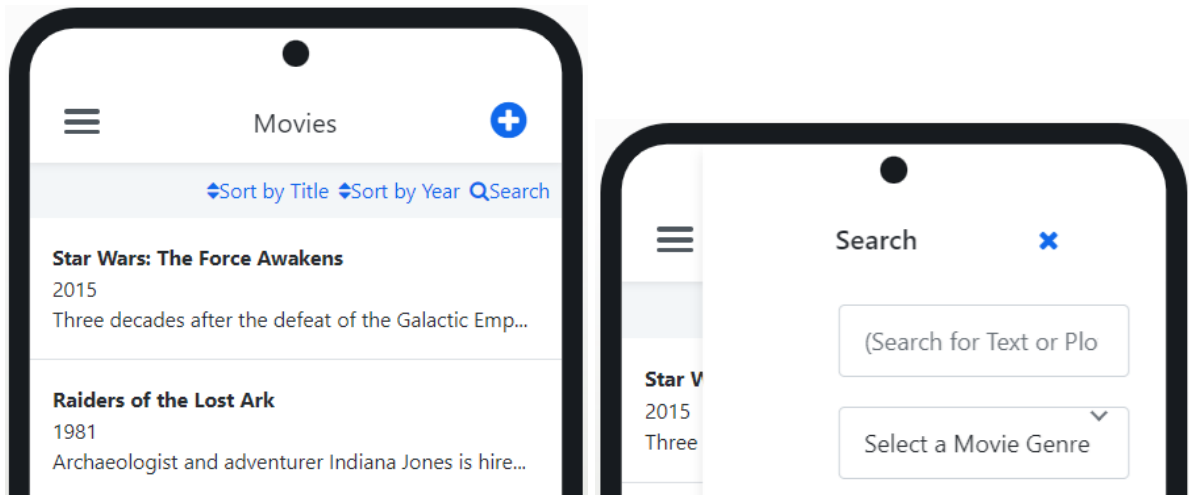 Movies
Sort by Title Sort by Year Search
Star Wars: The Force Awakens
2015
Three decades after the defeat of the Galactic Emp...
Raiders of the Lost Ark
1981
Archaeologist and adventurer Indiana Jones is hire...
Search
(Search for Text or Plo
Select a Movie Genre
Star W
2015
Three